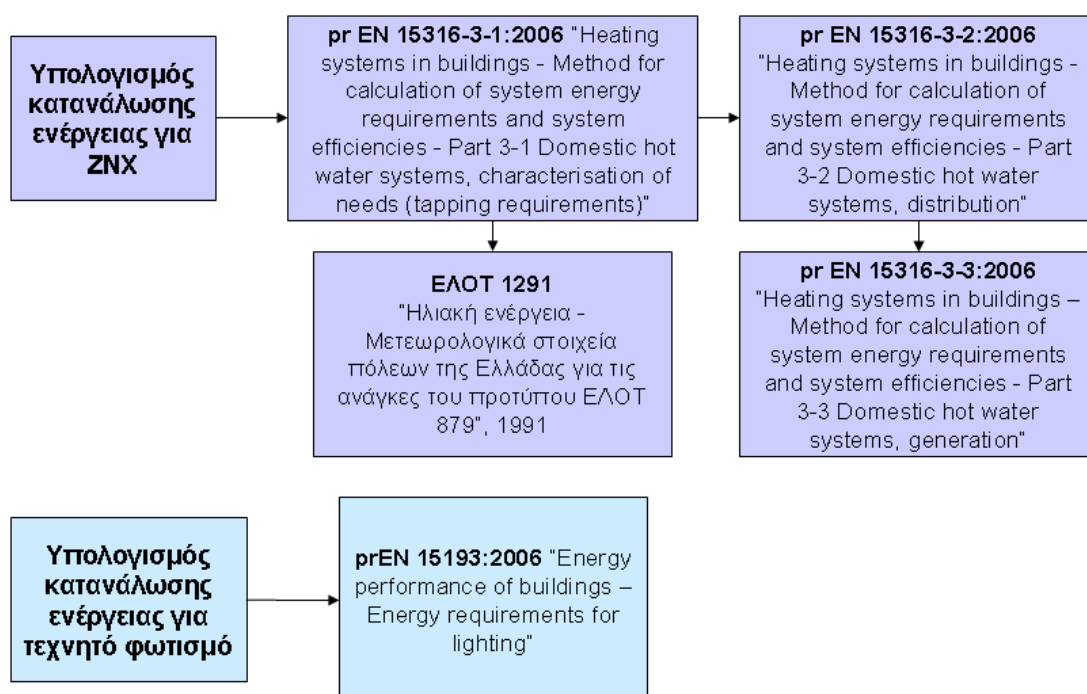 Υπολογισμός
κατανάλωσης
ενέργειας για
ΖΝΧ
pr EN 15316-3-1:2006 "Heating
systems in buildings - Method for
calculation of system energy
requirements and system
efficiencies - Part 3-1 Domestic hot
water systems, characterisation of
needs (tapping requirements)"
pr EN 15316-3-2:2006
"Heating systems in buildings -
Method for calculation of
system energy requirements
and system efficiencies - Part
3-2 Domestic hot water
systems, distribution"
ΕΛΟΤ 1291
"Ηλιακή ενέργεια -
Μετεωρολογικά στοιχεία
πόλεων της Ελλάδας για τις
ανάγκες του προτύπου ΕΛΟΤ
879", 1991
pr EN 15316-3-3:2006
"Heating systems in buildings –
Method for calculation of
system energy requirements
and system efficiencies - Part
3-3 Domestic hot water
systems, generation"
Υπολογισμός
κατανάλωσης
ενέργειας για
τεχνητό φωτισμό
prEN 15193:2006 "Energy
performance of buildings –
Energy requirements for
lighting"